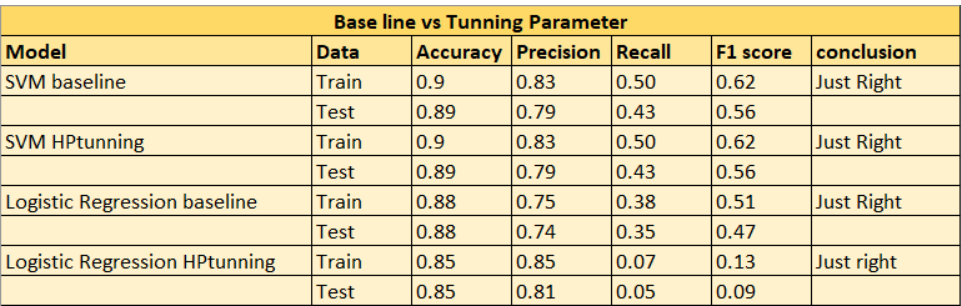 Base line vs Tunning Parameter
Model Data Accuracy Precision Recall F1 score conclusion
SVM baseline Train 0.9 0.83 0.50 0.62 Just Right
Test 0.89 0.79 0.43 0.56
SVM HPtunning Train 0.9 0.83 0.50 0.62 Just Right
Test 0.89 0.79 0.43 0.56
Logistic Regression baseline Train 0.88 0.75 0.38 0.51 Just Right
Test 0.88 0.74 0.35 0.47
Logistic Regression HPtunning Train 0.85 0.85 0.07 0.13 Just right
Test 0.85 0.81 0.05 0.09